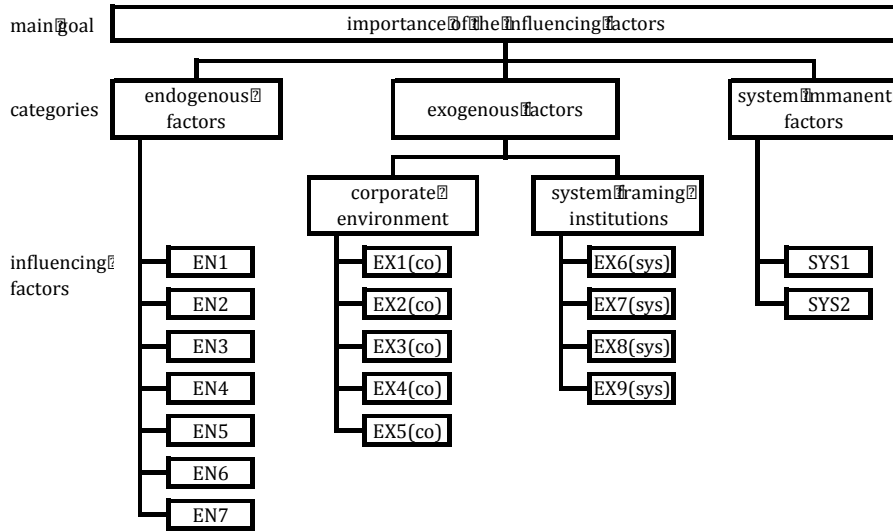 main goal
importance of the influencing factors
categories
endogenous
factors
exogenous factors
system immanent
factors
corporate
environment
system framing
institutions
influencing
factors
EN1
EX1(co)
EX6(sys)
SYS1
EN2
EX2(co)
EX7(sys)
SYS2
EN3
EX3(co)
EX8(sys)
EN4
EX4(co)
EX9(sys)
EN5
EX5(co)
EN6
EN7